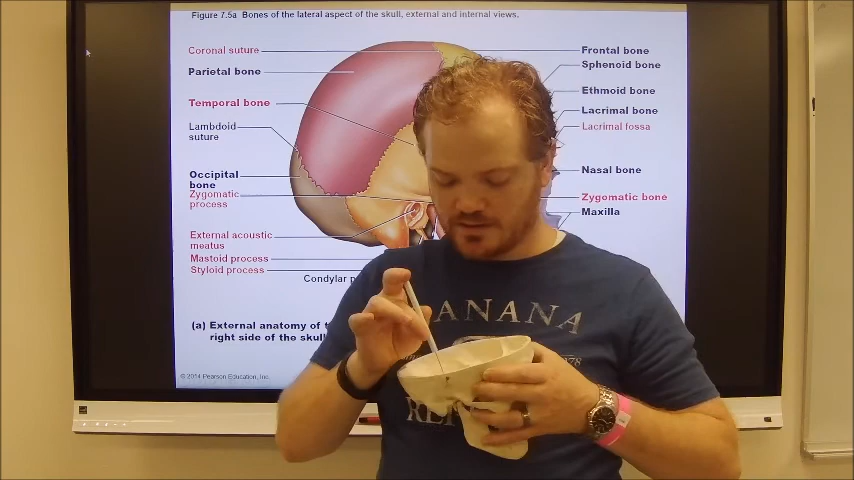 Figure 7.5a Bones of the lateral aspect of the skull, external and internal views.
Coronal suture
Parietal bone
Temporal bone
Lambdoid
suture
Occipital
bone
Zygomatic
process
External acoustic
meatus
Mastoid process
Styloid process
Condylar p
(a) External anatomy of t
right side of the skull
© 2014 Pearson Education, Inc.
Frontal bone
Sphenoid bone
Ethmoid bone
Lacrimal bone
Lacrimal fossa
Nasal bone
Zygomatic bone
Maxilla
ANANA